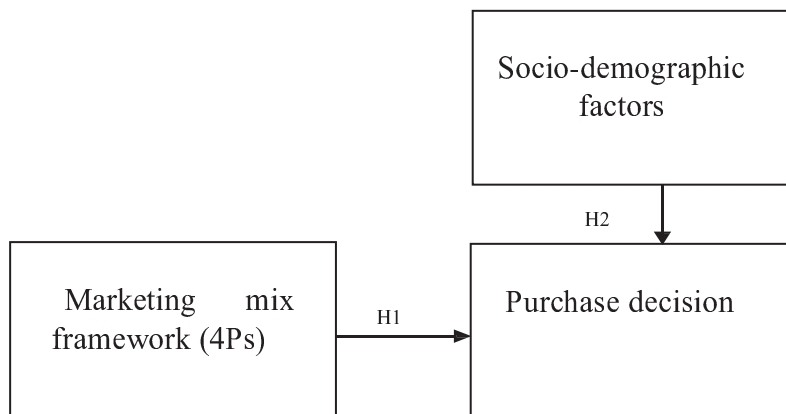 Socio-demographic
factors
H2
Marketing mix
framework (4Ps)
H1
Purchase decision